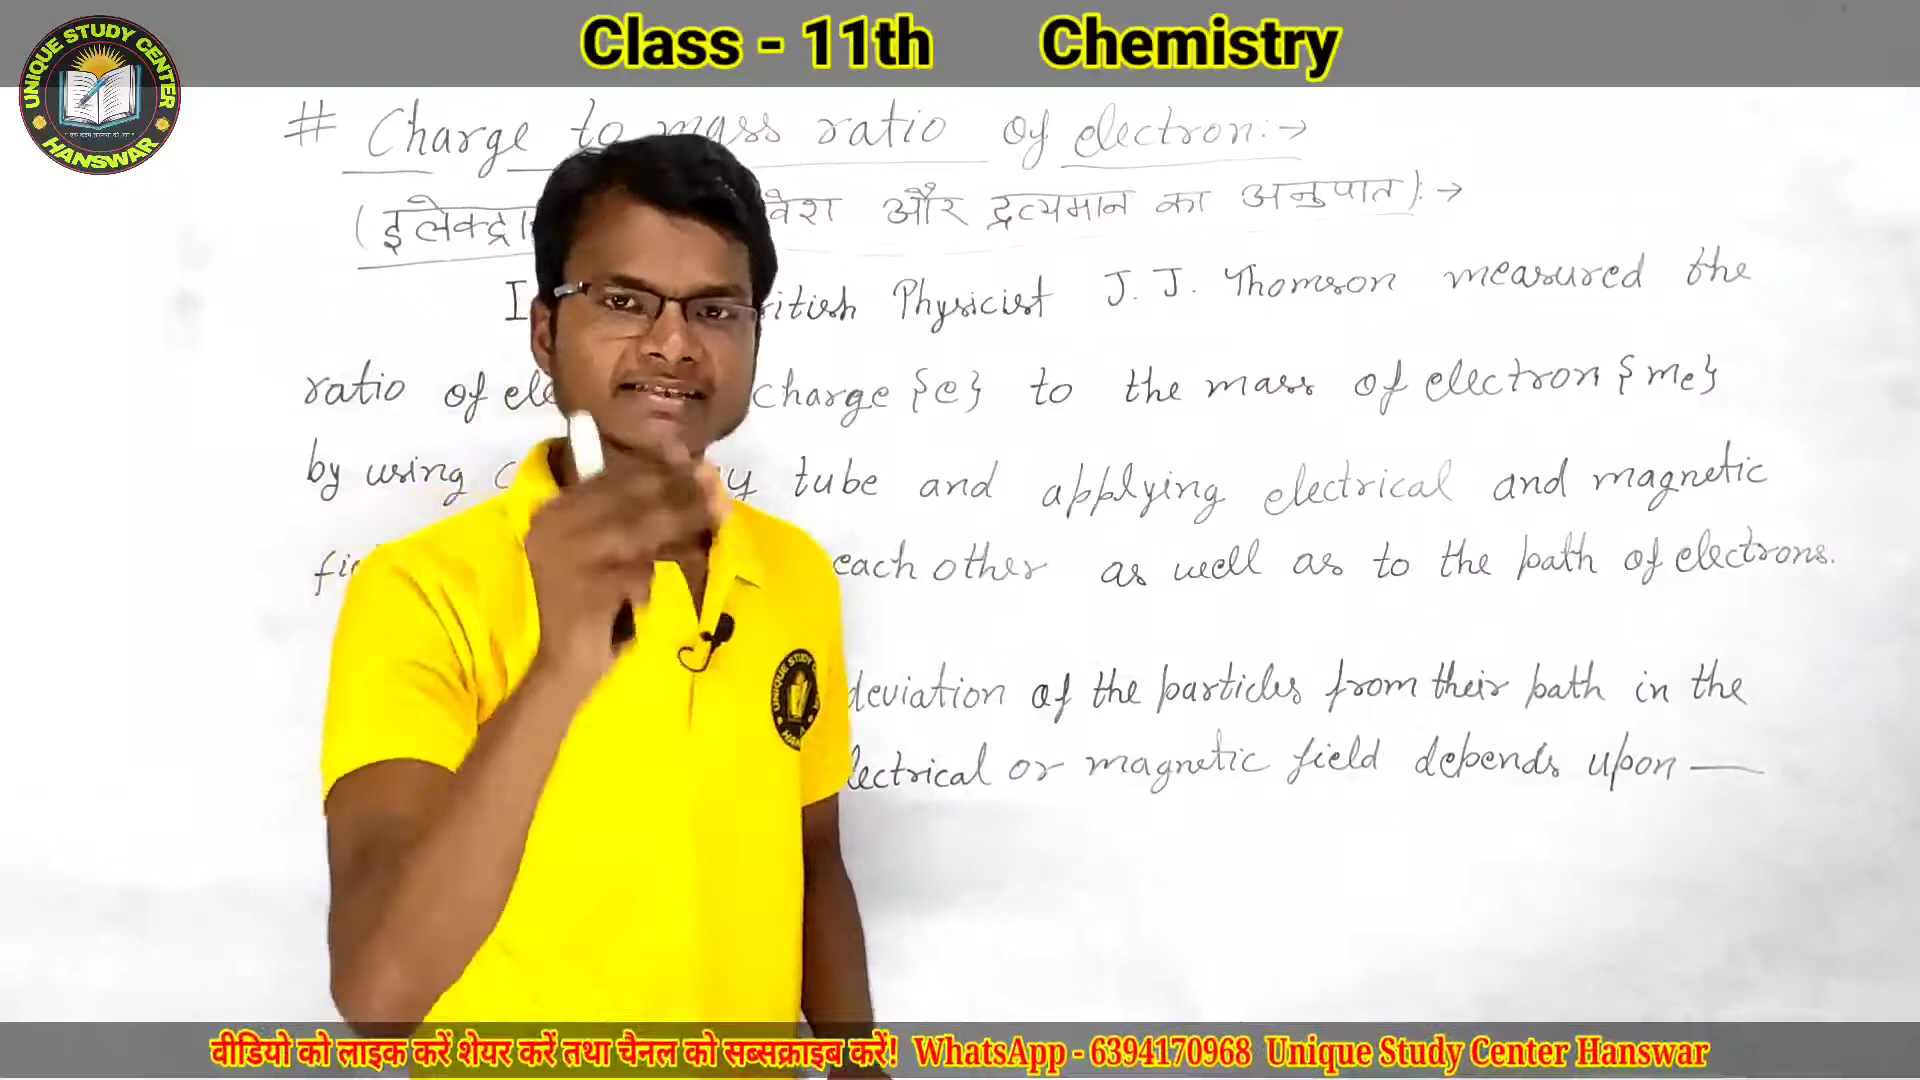 Class - 11th Chemistry
UNIQUE STUDY CENTER
HANSWAR
# Charge to mass ratio of electron:→
(इलेक्ट्रा वेश और द्रव्यमान का अनुपात):→
I ritish Physicist J. J. Thomson measured the
ratio of ele charge {e} to the mass of electron {me}
by using c y tube and applying electrical and magnetic
fie each other as well as to the path of electrons.
deviation of the particles from their path in the
lectrical or magnetic field depends upon —
वीडियो को लाइक करें शेयर करें तथा चैनल को सब्सक्राइब करें! WhatsApp - 6394170968 Unique Study Center Hanswar